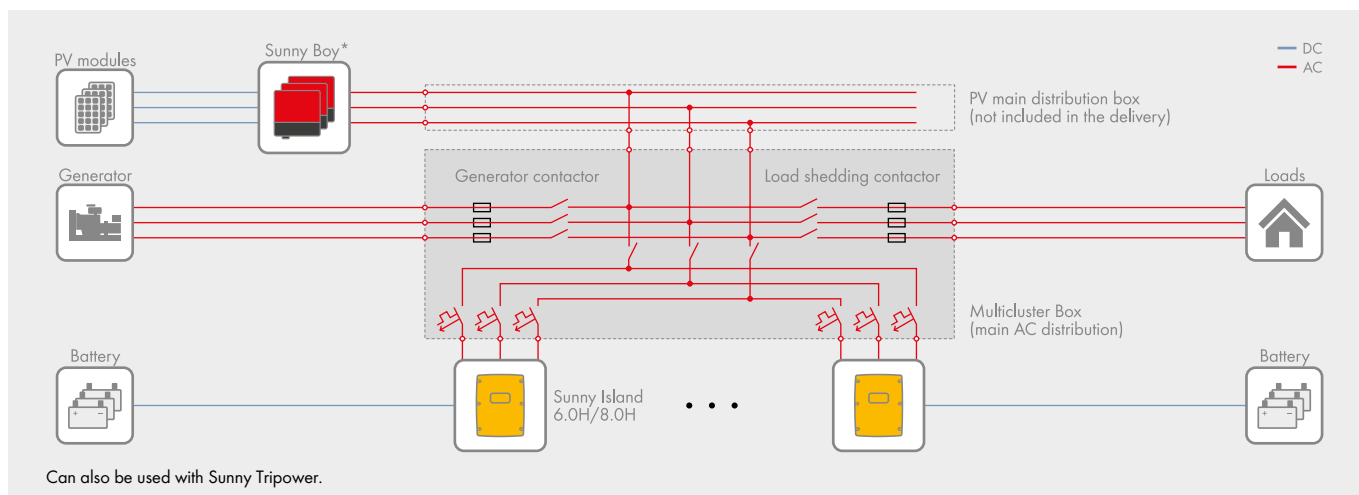 Sunny Boy*
PV modules
DC
AC
PV main distribution box
(not included in the delivery)
Generator
Generator contactor
Load shedding contactor
Loads
Multicluster Box
(main AC distribution)
Battery
Sunny Island
6.0H/8.0H
• • •
Battery
Can also be used with Sunny Tripower.